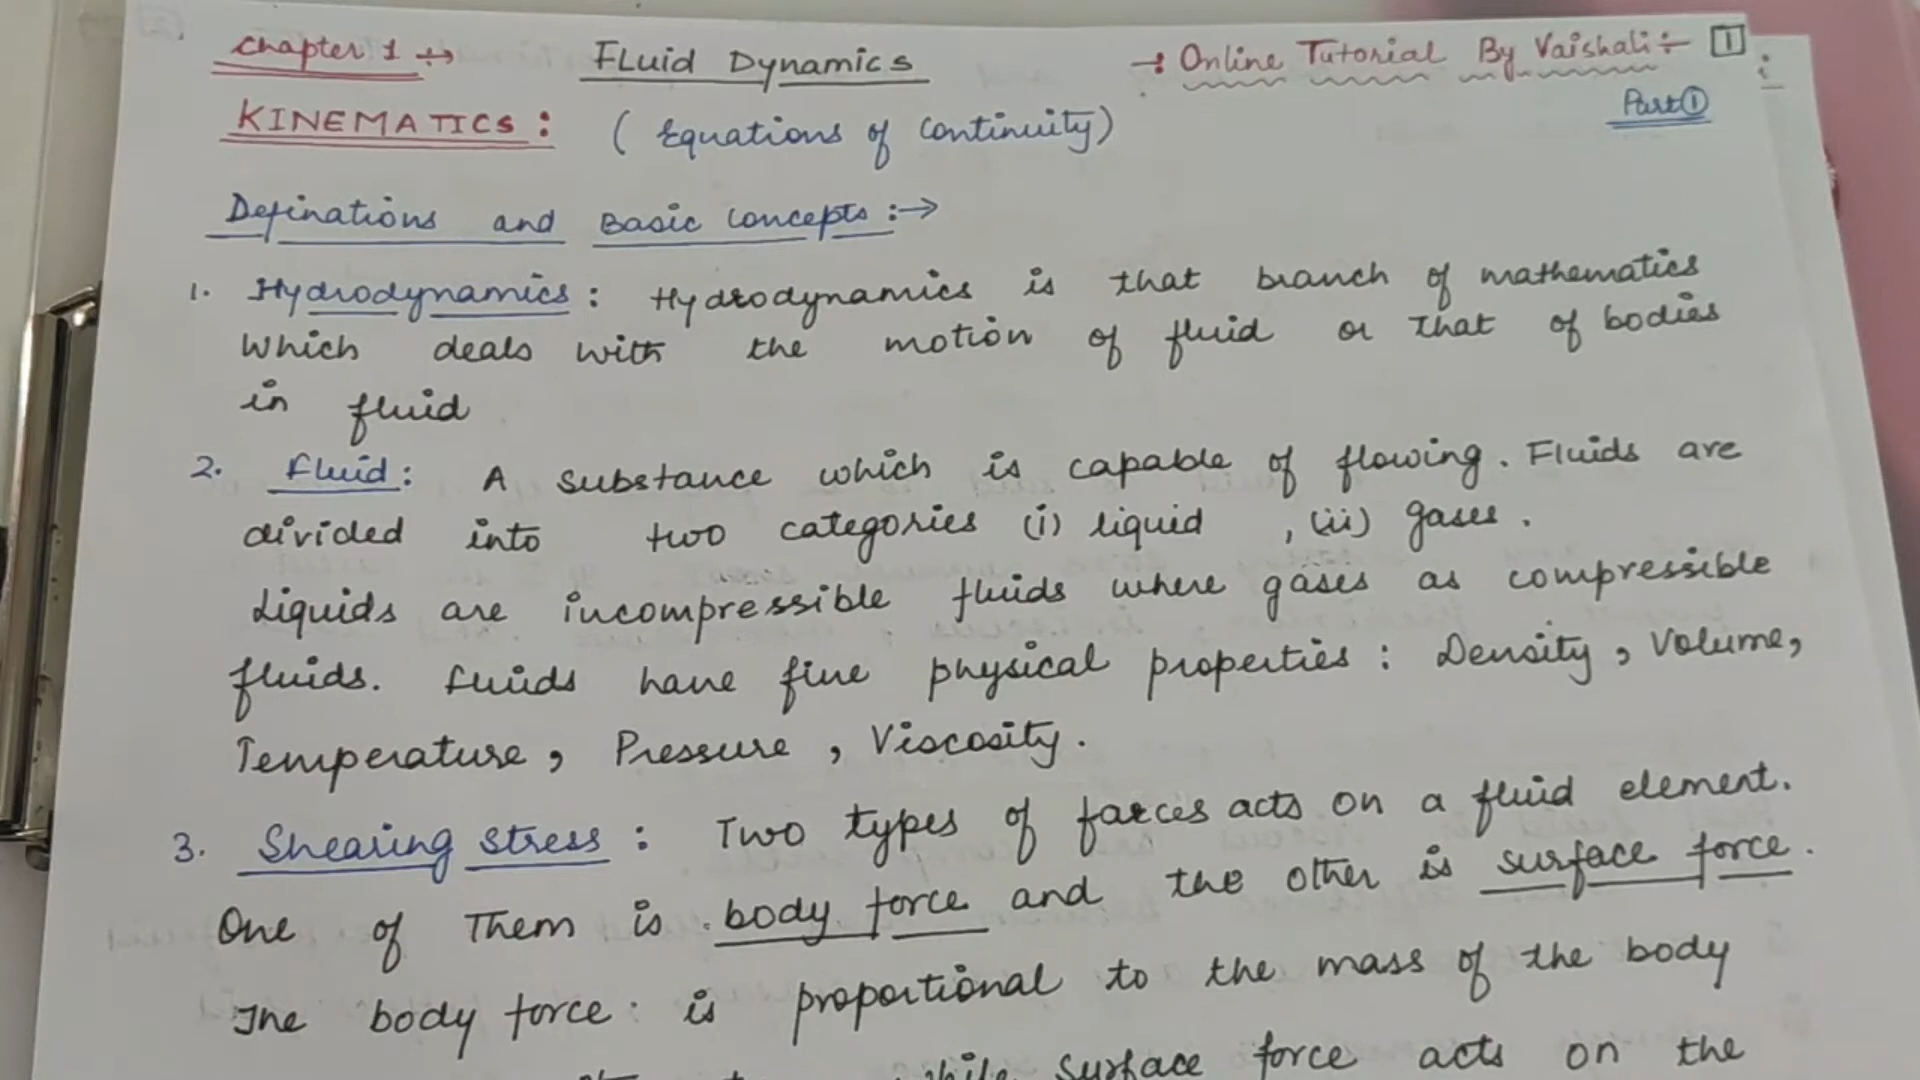 Chapter 1 :→ Fluid Dynamics → Online Tutorial By Vaishali ÷ 1
Part ①
KINEMATICS : ( Equations of Continuity)
Definations and Basic Concepts :→
1. Hydrodynamics : Hydrodynamics is that branch of mathematics
Which deals with the motion of fluid or that of bodies
in fluid
2. Fluid : A substance which is capable of flowing. Fluids are
divided into two categories (i) liquid , (ii) gases .
Liquids are incompressible fluids where gases as compressible
fluids. Fluids have five physical properties : Density , Volume ,
Temperature , Pressure , Viscosity .
3. Shearing stress : Two types of forces acts on a fluid element.
One of Them is body force and the other is surface force .
The body force : is proportional to the mass of the body
while surface force acts on the